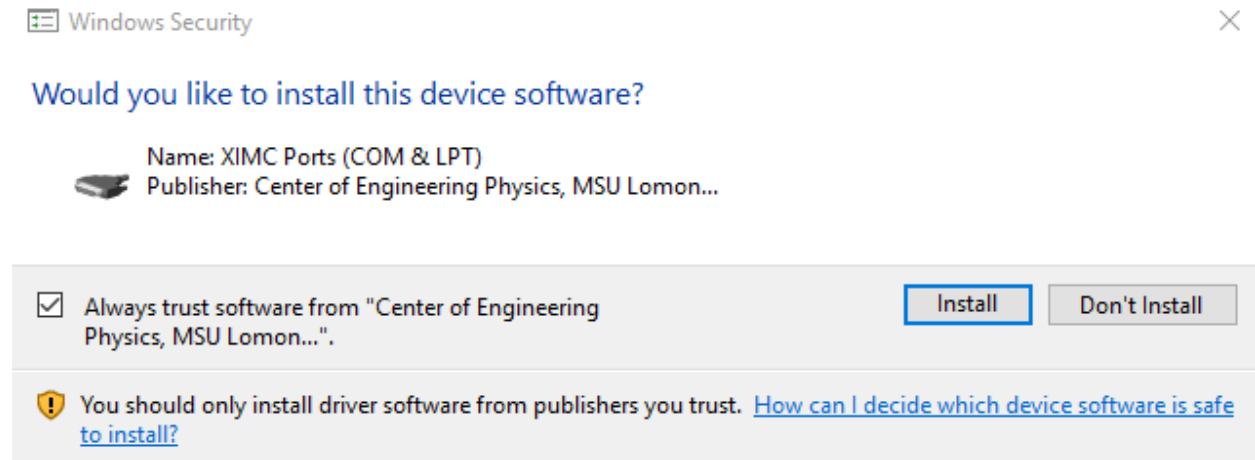 Windows Security
Would you like to install this device software?
Name: XIMC Ports (COM & LPT)
Publisher: Center of Engineering Physics, MSU Lomon...
Always trust software from "Center of Engineering
Physics, MSU Lomon...".
Install
Don't Install
You should only install driver software from publishers you trust. How can I decide which device software is safe
to install?